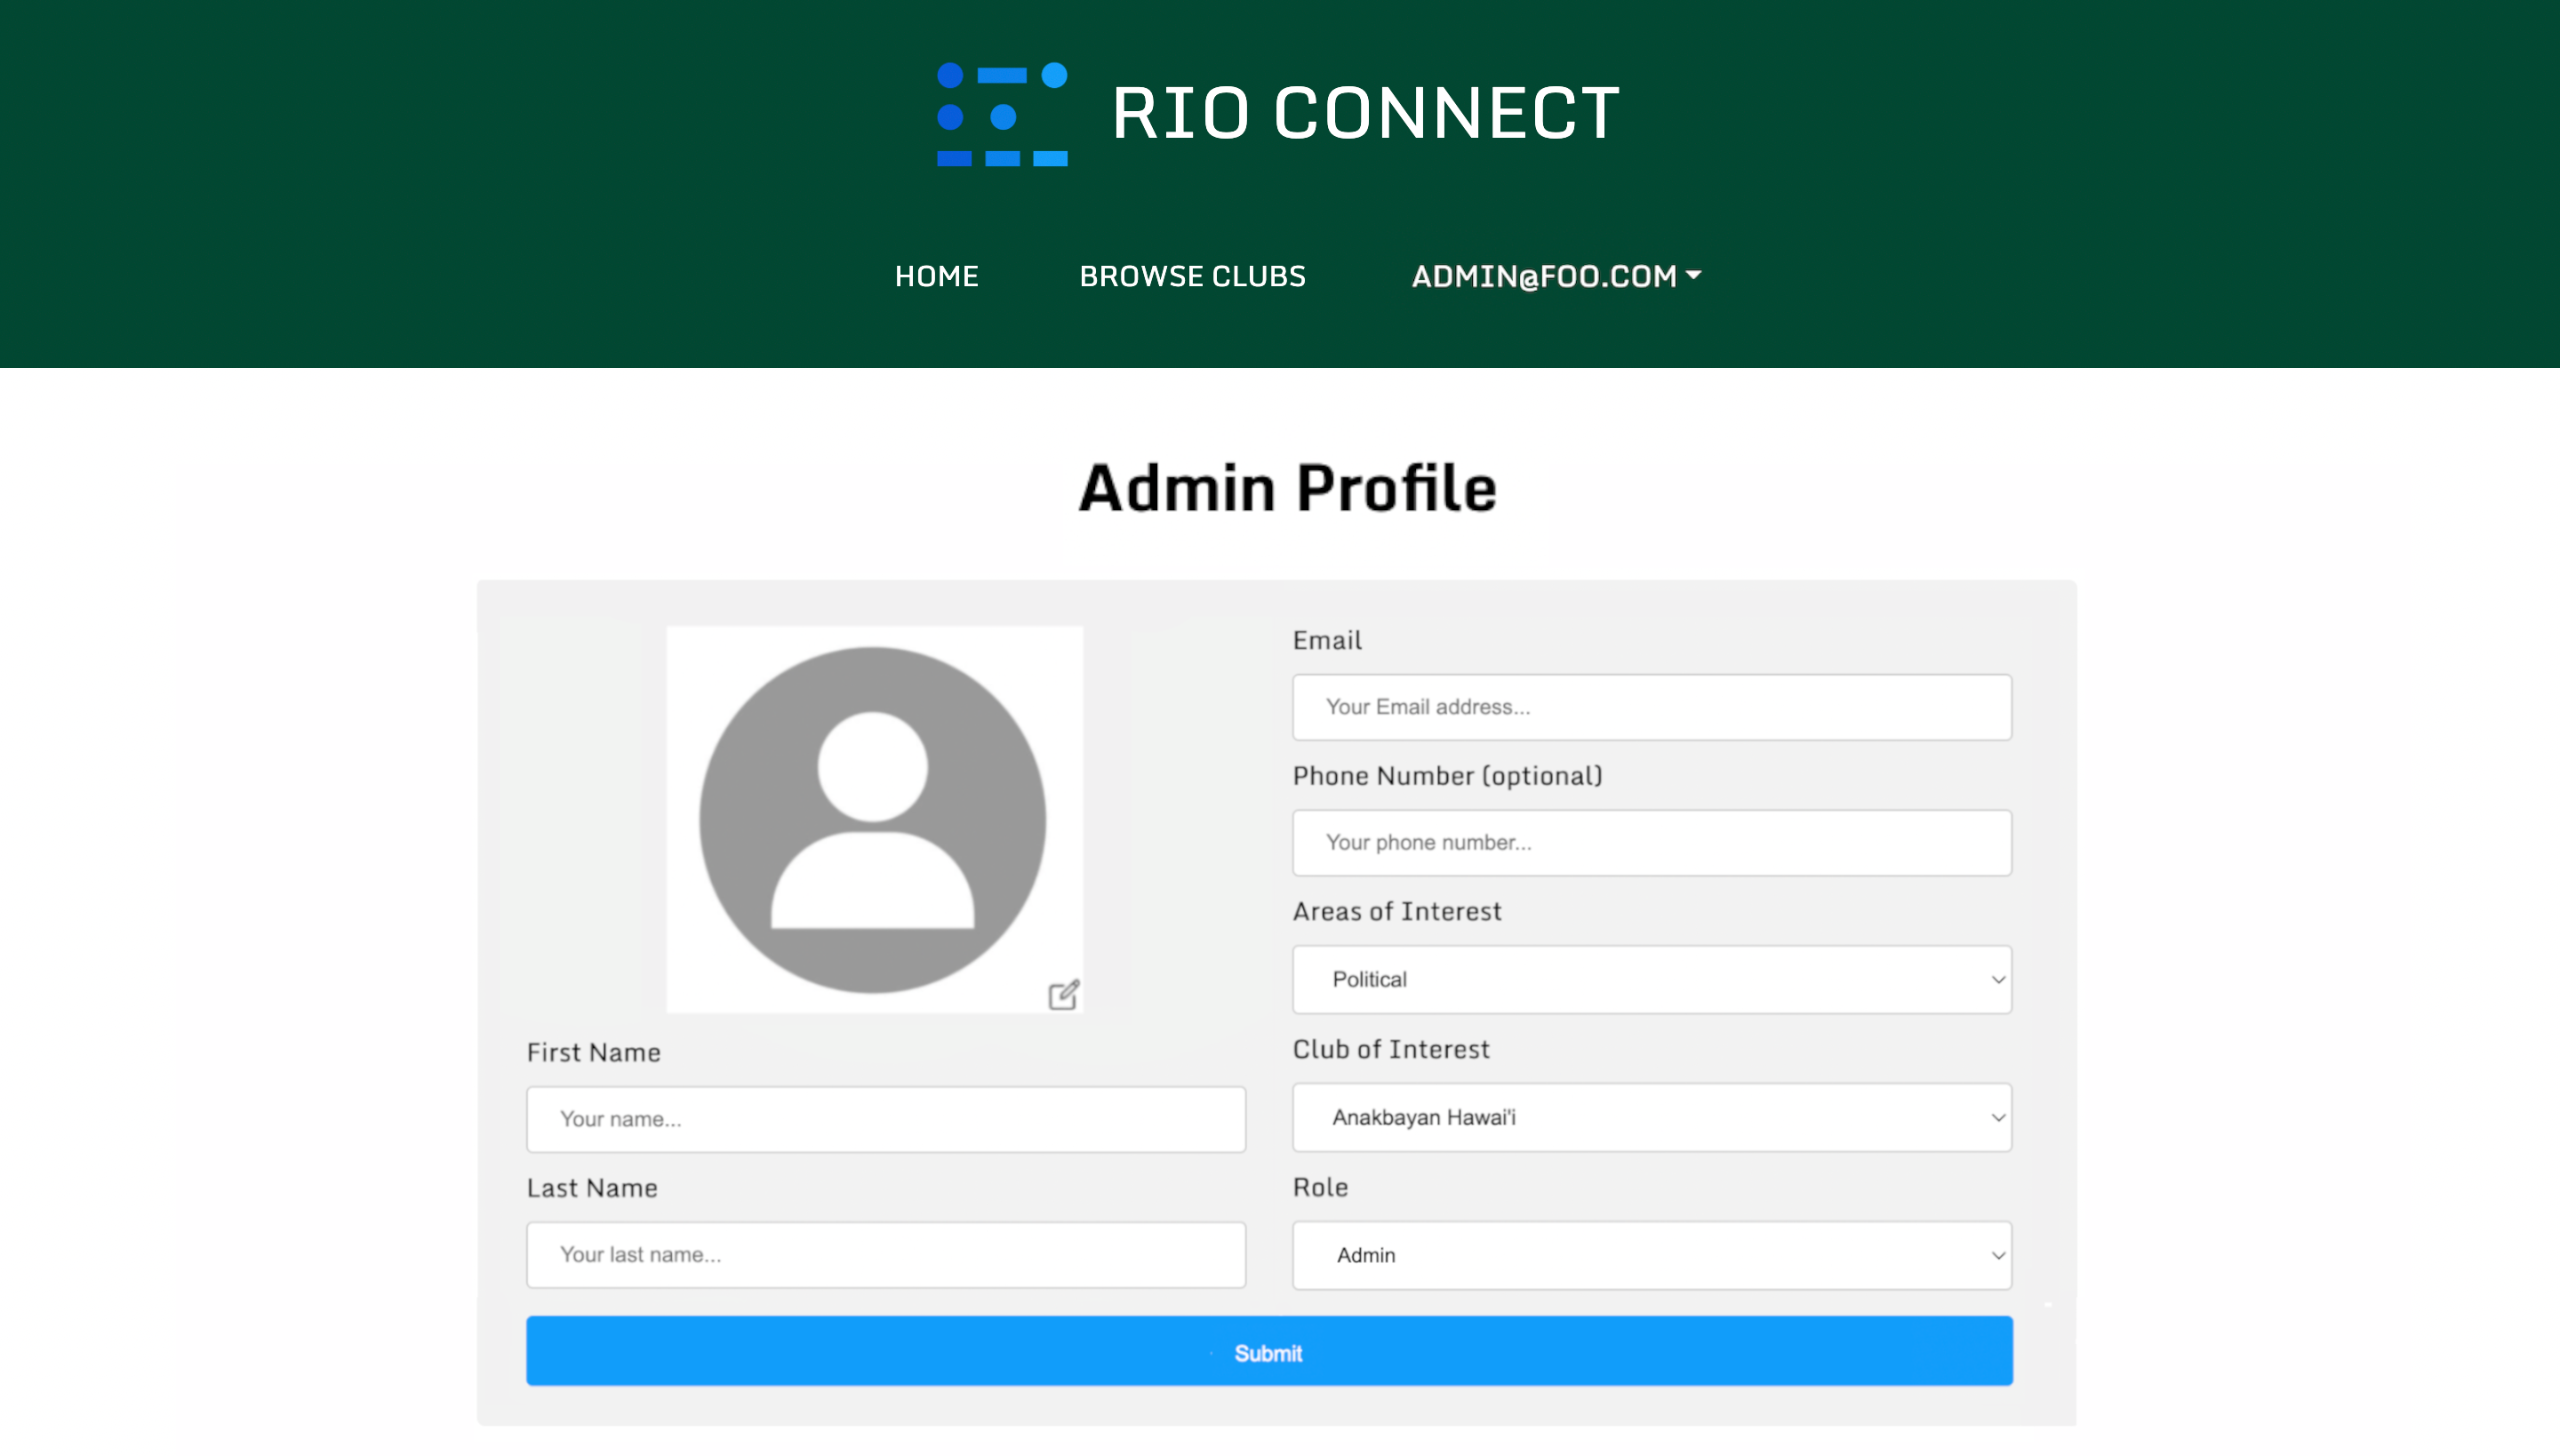 RIO CONNECT
HOME BROWSE CLUBS ADMIN@FOO.COM
Admin Profile
First Name
Your name...
Last Name
Your last name...
Email
Your Email address...
Phone Number (optional)
Your phone number...
Areas of Interest
Political
Club of Interest
Anakbayan Hawai'i
Role
Admin
Submit